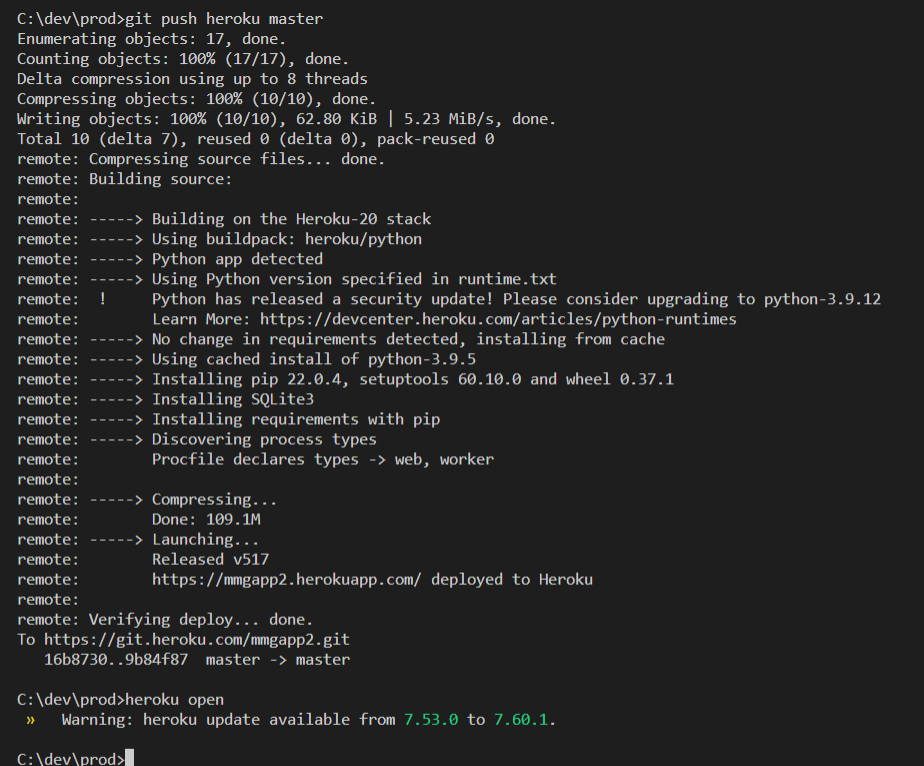 C:\dev\prod>git push heroku master
Enumerating objects: 17, done.
Counting objects: 100% (17/17), done.
Delta compression using up to 8 threads
Compressing objects: 100% (10/10), done.
Writing objects: 100% (10/10), 62.80 KiB | 5.23 MiB/s, done.
Total 10 (delta 7), reused 0 (delta 0), pack-reused 0
remote: Compressing source files... done.
remote: Building source:
remote:
remote: -----> Building on the Heroku-20 stack
remote: -----> Using buildpack: heroku/python
remote: -----> Python app detected
remote: -----> Using Python version specified in runtime.txt
remote:  !     Python has released a security update! Please consider upgrading to python-3.9.12
remote:        Learn More: https://devcenter.heroku.com/articles/python-runtimes
remote: -----> No change in requirements detected, installing from cache
remote: -----> Using cached install of python-3.9.5
remote: -----> Installing pip 22.0.4, setuptools 60.10.0 and wheel 0.37.1
remote: -----> Installing SQLite3
remote: -----> Installing requirements with pip
remote: -----> Discovering process types
remote:        Procfile declares types -> web, worker
remote:
remote: -----> Compressing...
remote:        Done: 109.1M
remote: -----> Launching...
remote:        Released v517
remote:        https://mmgapp2.herokuapp.com/ deployed to Heroku
remote:
remote: Verifying deploy... done.
To https://git.heroku.com/mmgapp2.git
   16b8730..9b84f87  master -> master

C:\dev\prod>heroku open
 »   Warning: heroku update available from 7.53.0 to 7.60.1.

C:\dev\prod>